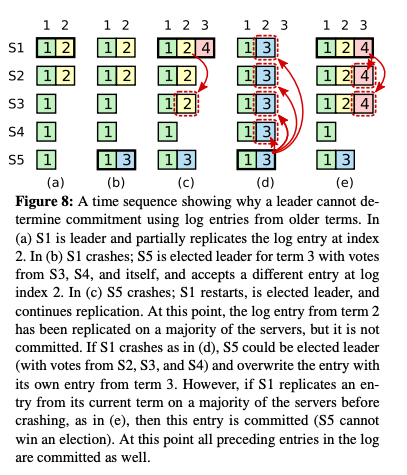 1 2
1 2
1 2 3
1 2 3
1 2 3
S1 1 2 1 2 1 2 4 1 3 1 2 4
S2 1 2 1 2 1 2 1 3 1 2 4
S3 1 1 1 2 1 3 1 2 4
S4 1 1 1 1 3 1
S5 1 1 3 1 3 1 3 1 3
(a) (b) (c) (d) (e)
Figure 8: A time sequence showing why a leader cannot de-
termine commitment using log entries from older terms. In
(a) S1 is leader and partially replicates the log entry at index
2. In (b) S1 crashes; S5 is elected leader for term 3 with votes
from S3, S4, and itself, and accepts a different entry at log
index 2. In (c) S5 crashes; S1 restarts, is elected leader, and
continues replication. At this point, the log entry from term 2
has been replicated on a majority of the servers, but it is not
committed. If S1 crashes as in (d), S5 could be elected leader
(with votes from S2, S3, and S4) and overwrite the entry with
its own entry from term 3. However, if S1 replicates an en-
try from its current term on a majority of the servers before
crashing, as in (e), then this entry is committed (S5 cannot
win an election). At this point all preceding entries in the log
are committed as well.